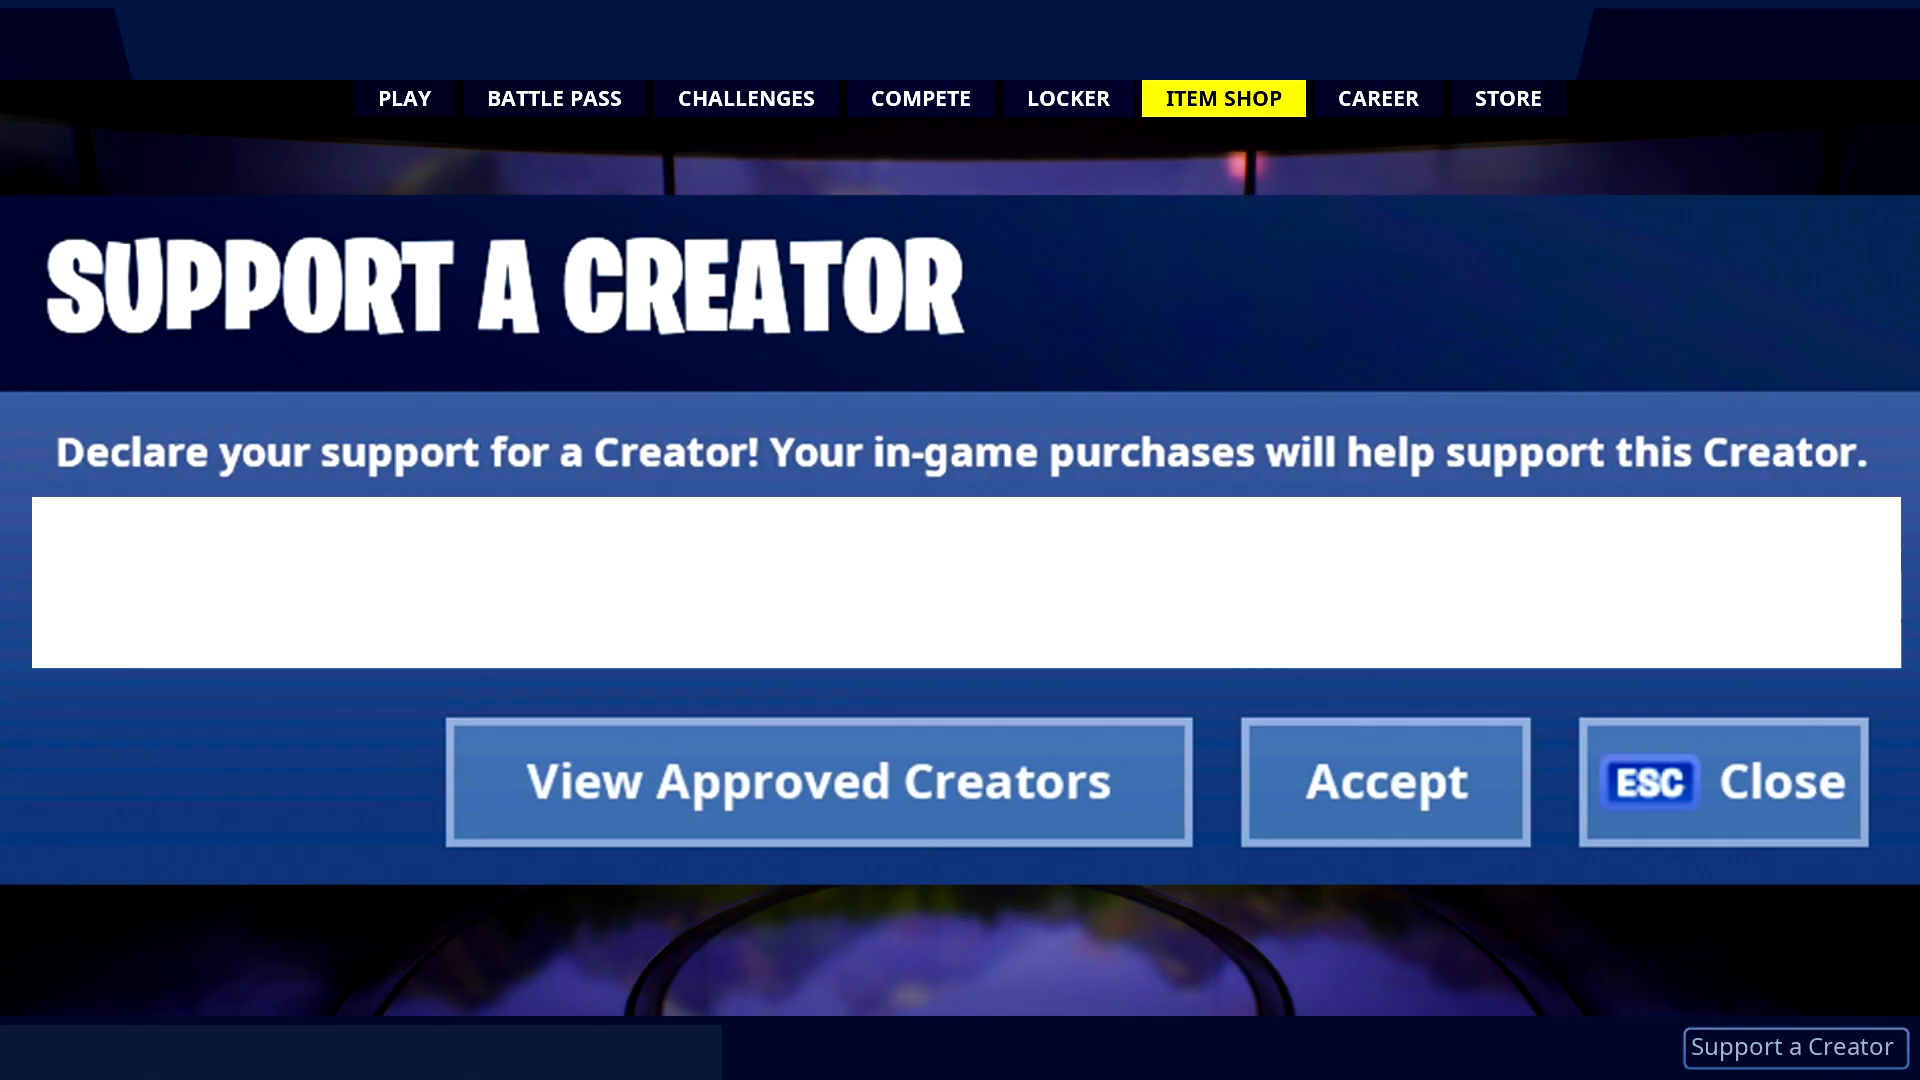 PLAY BATTLE PASS CHALLENGES COMPETE LOCKER ITEM SHOP CAREER STORE
SUPPORT A CREATOR
Declare your support for a Creator! Your in-game purchases will help support this Creator.
View Approved Creators Accept ESC Close
Support a Creator